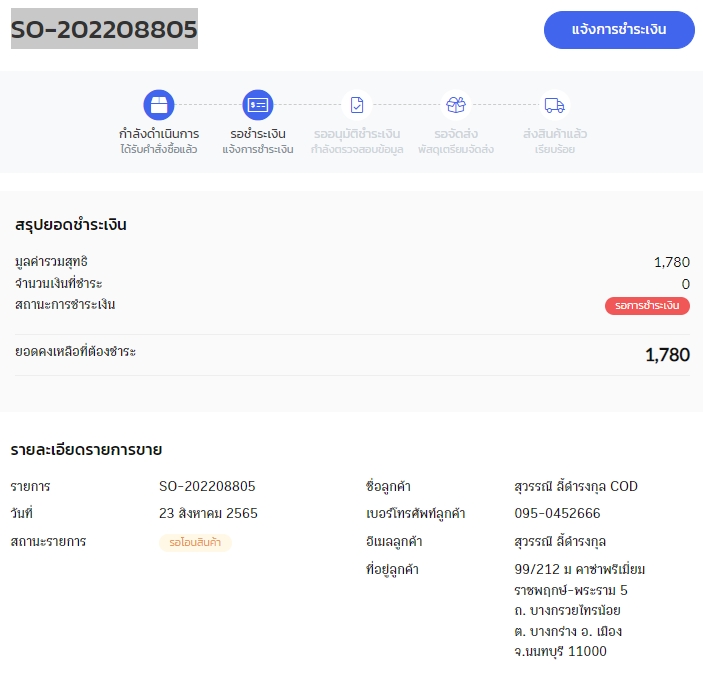 SO-202208805
แจ้งการชำระเงิน
กำลังดำเนินการ
ได้รับคำสั่งซื้อแล้ว
รอชำระเงิน
แจ้งการชำระเงิน
รออนุมัติชำระเงิน
กำลังตรวจสอบข้อมูล
รอจัดส่ง
พัสดุเตรียมจัดส่ง
ส่งสินค้าแล้ว
เรียบร้อย
สรุปยอดชำระเงิน
มูลค่ารวมสุทธิ 1,780
จำนวนเงินที่ชำระ 0
สถานะการชำระเงิน รอการชำระเงิน
ยอดคงเหลือที่ต้องชำระ 1,780
รายละเอียดรายการขาย
รายการ SO-202208805
วันที่ 23 สิงหาคม 2565
สถานะรายการ รอโอนสินค้า
ชื่อลูกค้า สุวรรณี ลี้ดำรงกุล COD
เบอร์โทรศัพท์ลูกค้า 095-0452666
อีเมลลูกค้า สุวรรณี ลี้ดำรงกุล
ที่อยู่ลูกค้า 99/212 ม คาซ่าพรีเมี่ยม
ราชพฤกษ์-พระราม 5
ถ. บางกรวยไทรน้อย
ต. บางกร่าง อ. เมือง
จ.นนทบุรี 11000